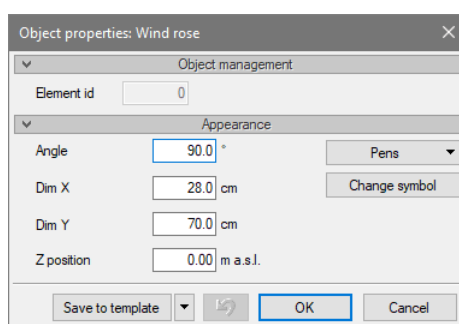 Object properties: Wind rose
Object management
Element id 0
Appearance
Angle 90.0 ° Pens
Dim X 28.0 cm Change symbol
Dim Y 70.0 cm
Z position 0.00 m a.s.l.
Save to template OK Cancel